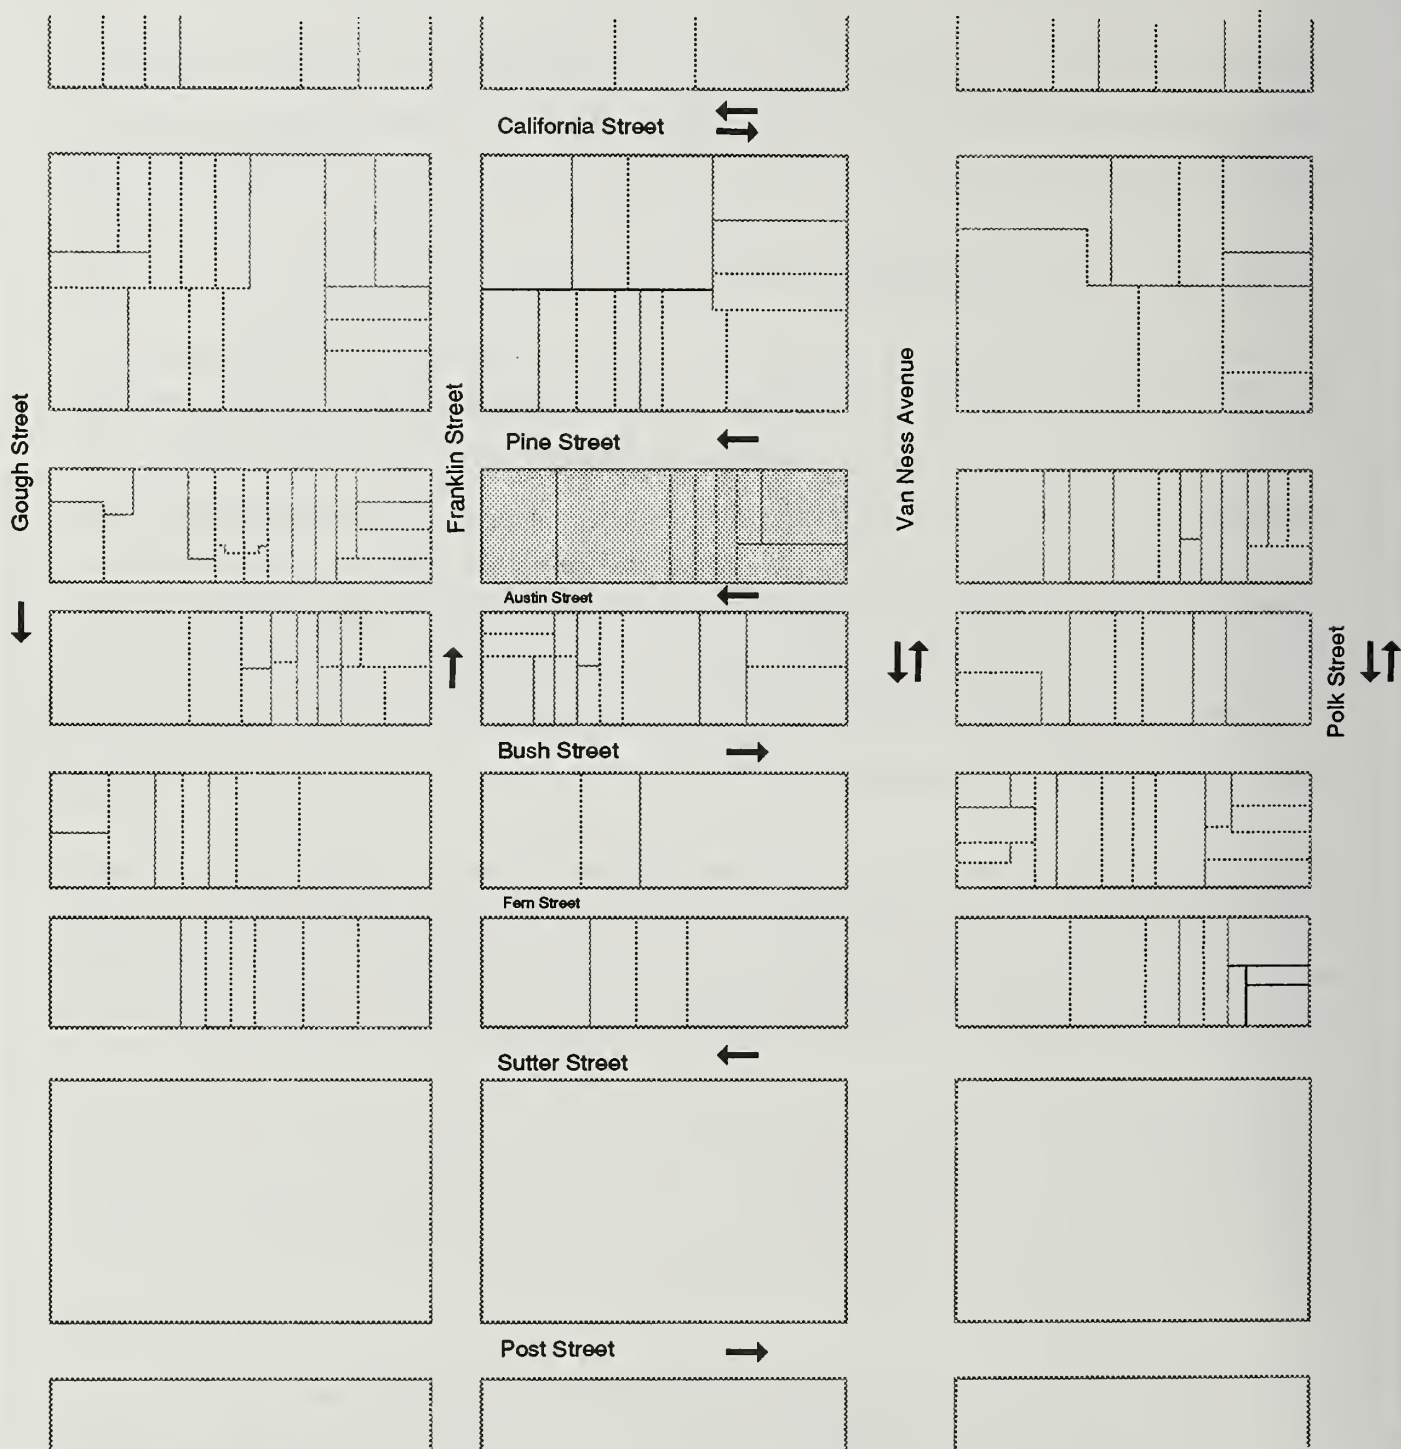 California Street
Gough Street
Franklin Street
Van Ness Avenue
Pine Street
Austin Street
Polk Street
Bush Street
Fern Street
Sutter Street
Post Street